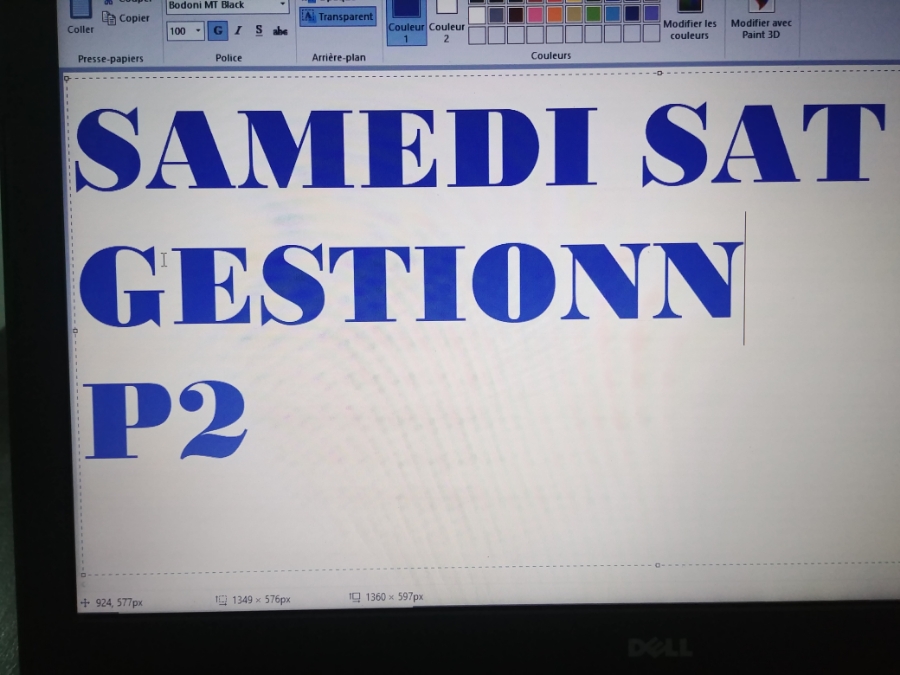 Couper
Coller
Copier
Presse-papiers
Bodoni MT Black
100
G I S abc
Police
Transparent
Arrière-plan
Couleur 1
Couleur 2
Modifier les couleurs
Couleurs
Modifier avec Paint 3D
SAMEDI SAT
GESTIONN
P2
924, 577px
1349 × 576px
1360 × 597px
DELL